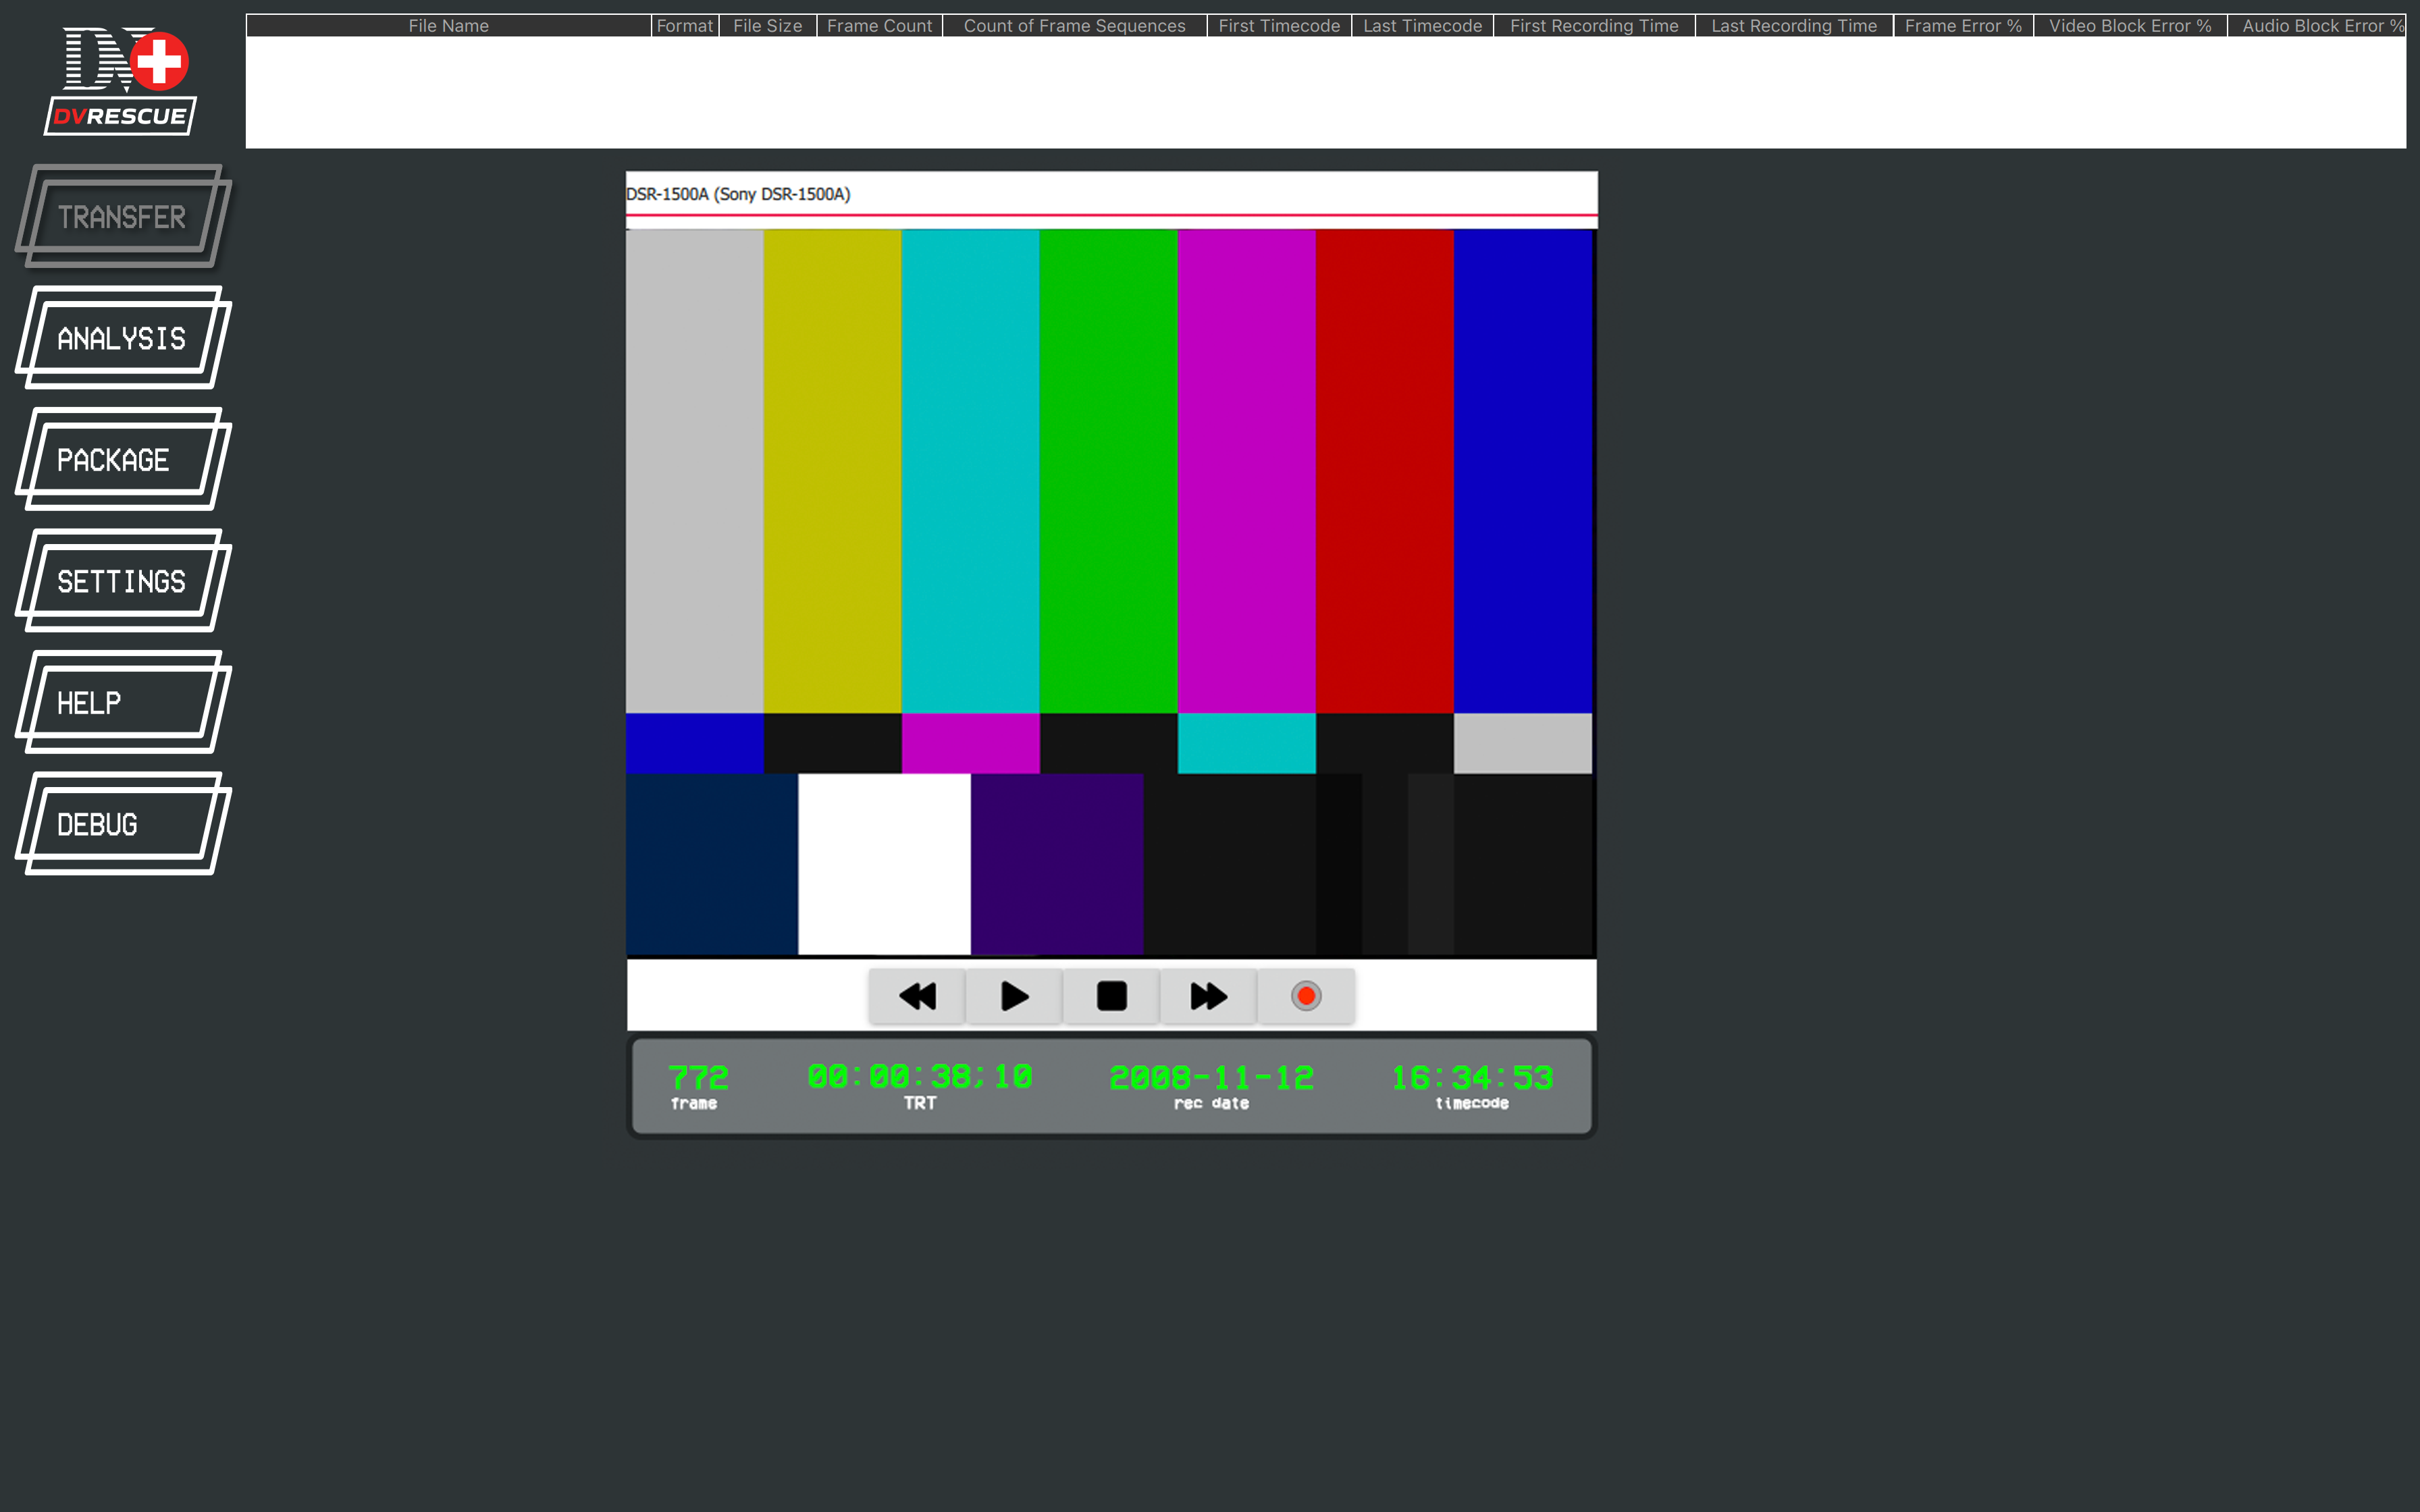 DV
DVRESCUE
File Name Format File Size Frame Count Count of Frame Sequences First Timecode Last Timecode First Recording Time Last Recording Time Frame Error % Video Block Error % Audio Block Error %
TRANSFER
ANALYSIS
PACKAGE
SETTINGS
HELP
DEBUG
DSR-1500A (Sony DSR-1500A)
772 00:00:38;10 2008-11-12 16:34:53
frame TRT rec date timecode